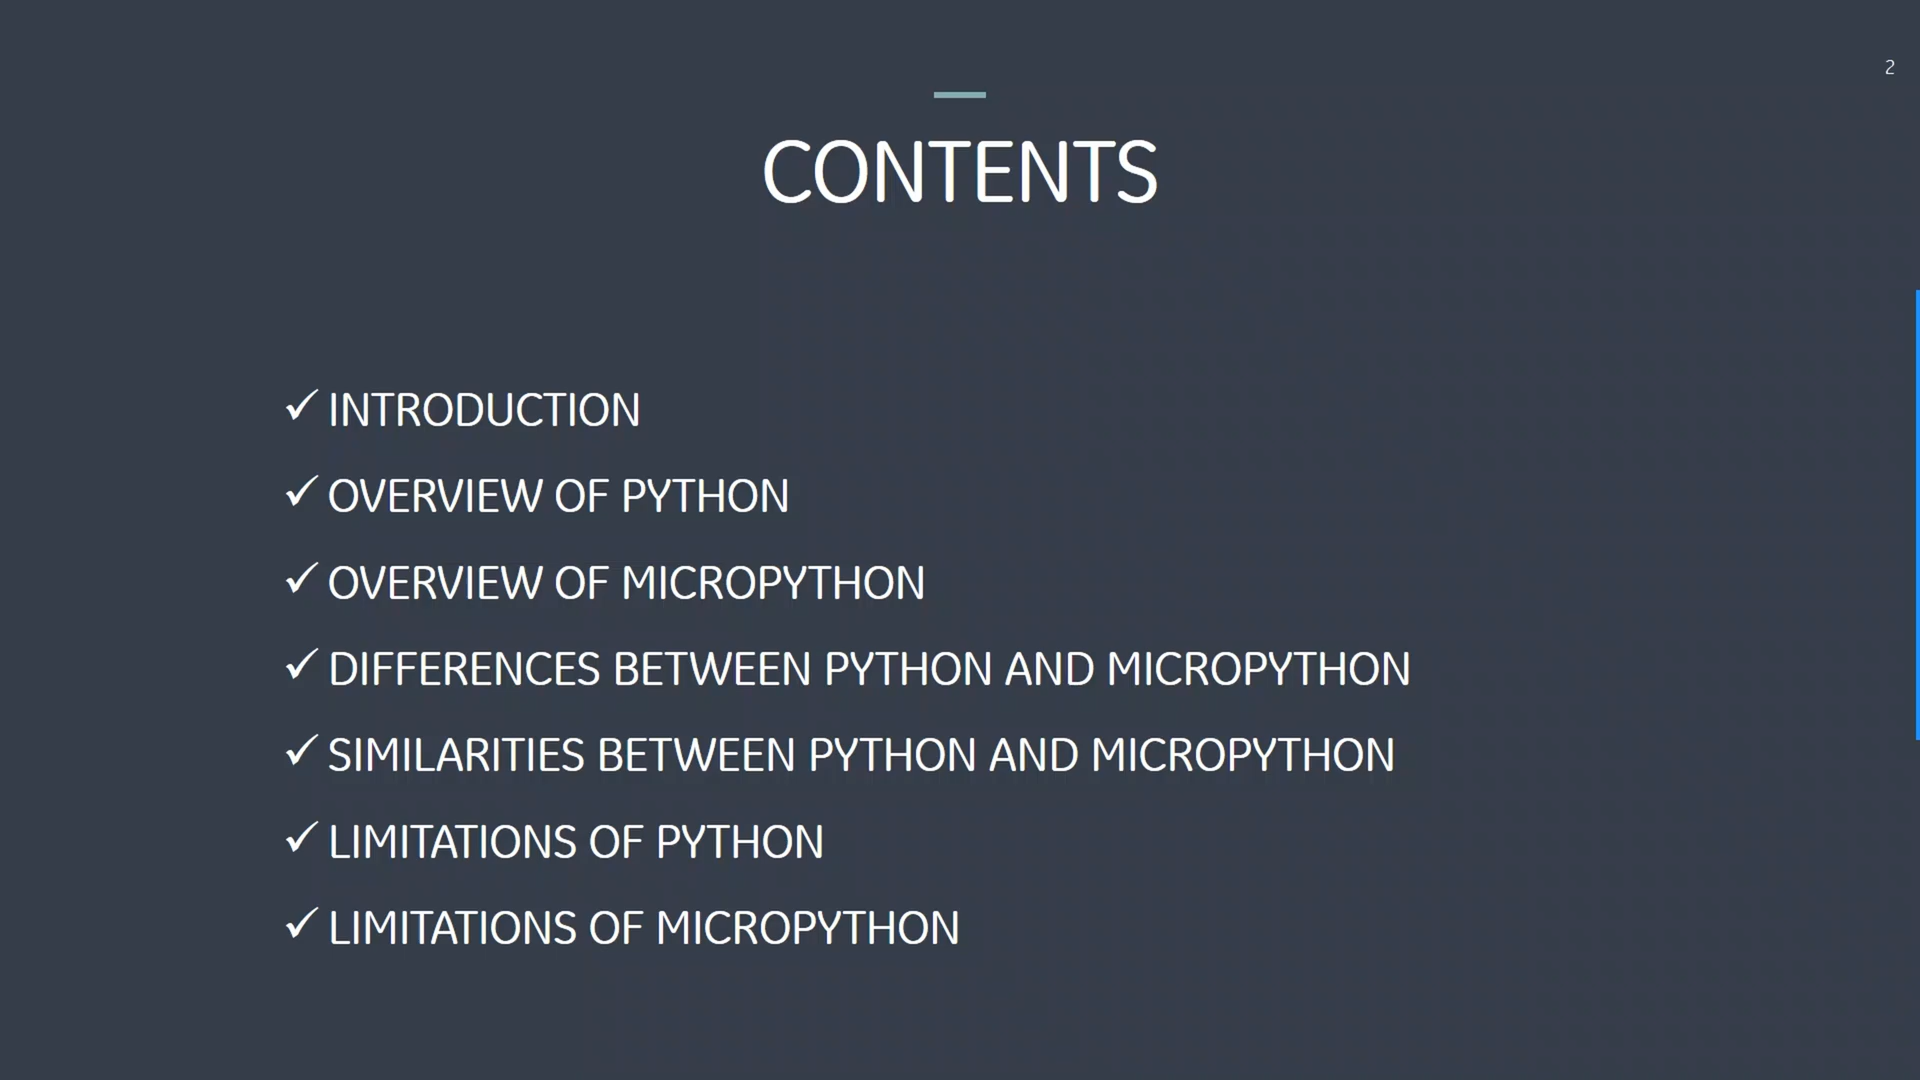 2
CONTENTS
✓ INTRODUCTION
✓ OVERVIEW OF PYTHON
✓ OVERVIEW OF MICROPYTHON
✓ DIFFERENCES BETWEEN PYTHON AND MICROPYTHON
✓ SIMILARITIES BETWEEN PYTHON AND MICROPYTHON
✓ LIMITATIONS OF PYTHON
✓ LIMITATIONS OF MICROPYTHON